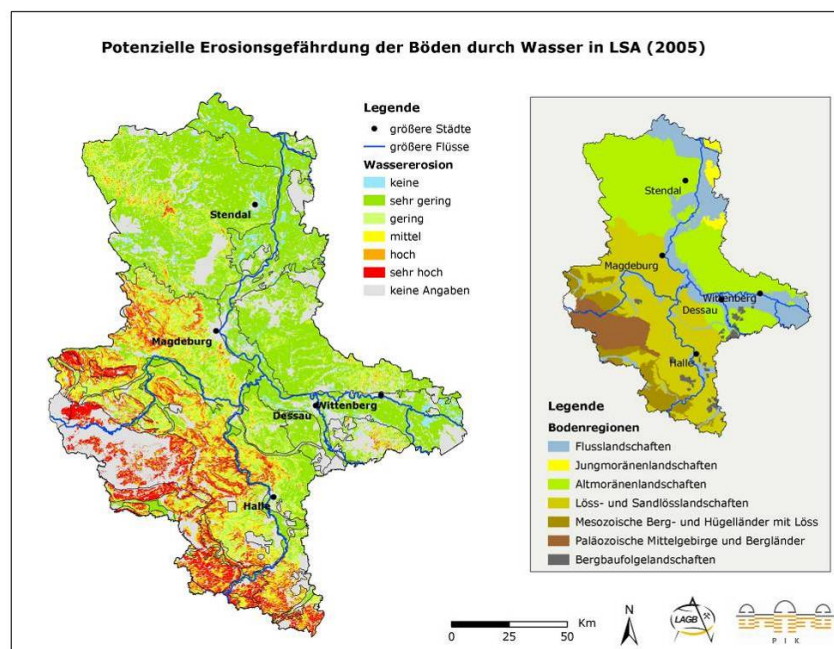 Potenzielle Erosionsgefährdung der Böden durch Wasser in LSA (2005)
Legende
größere Städte
größere Flüsse
Wassererosion
keine
sehr gering
gering
mittel
hoch
sehr hoch
keine Angaben
Stendal
Magdeburg
Wittenberg
Dessau
Halle
Stendal
Magdeburg
Wittenberg
Dessau
Halle
Legende
Bodenregionen
Flusslandschaften
Jungmoränenlandschaften
Altmoränenlandschaften
Löss- und Sandlösslandschaften
Mesozoische Berg- und Hügelländer mit Löss
Paläozoische Mittelgebirge und Bergländer
Bergbaufolgelandschaften
Km
0 25 50
N
LAGB
P I K